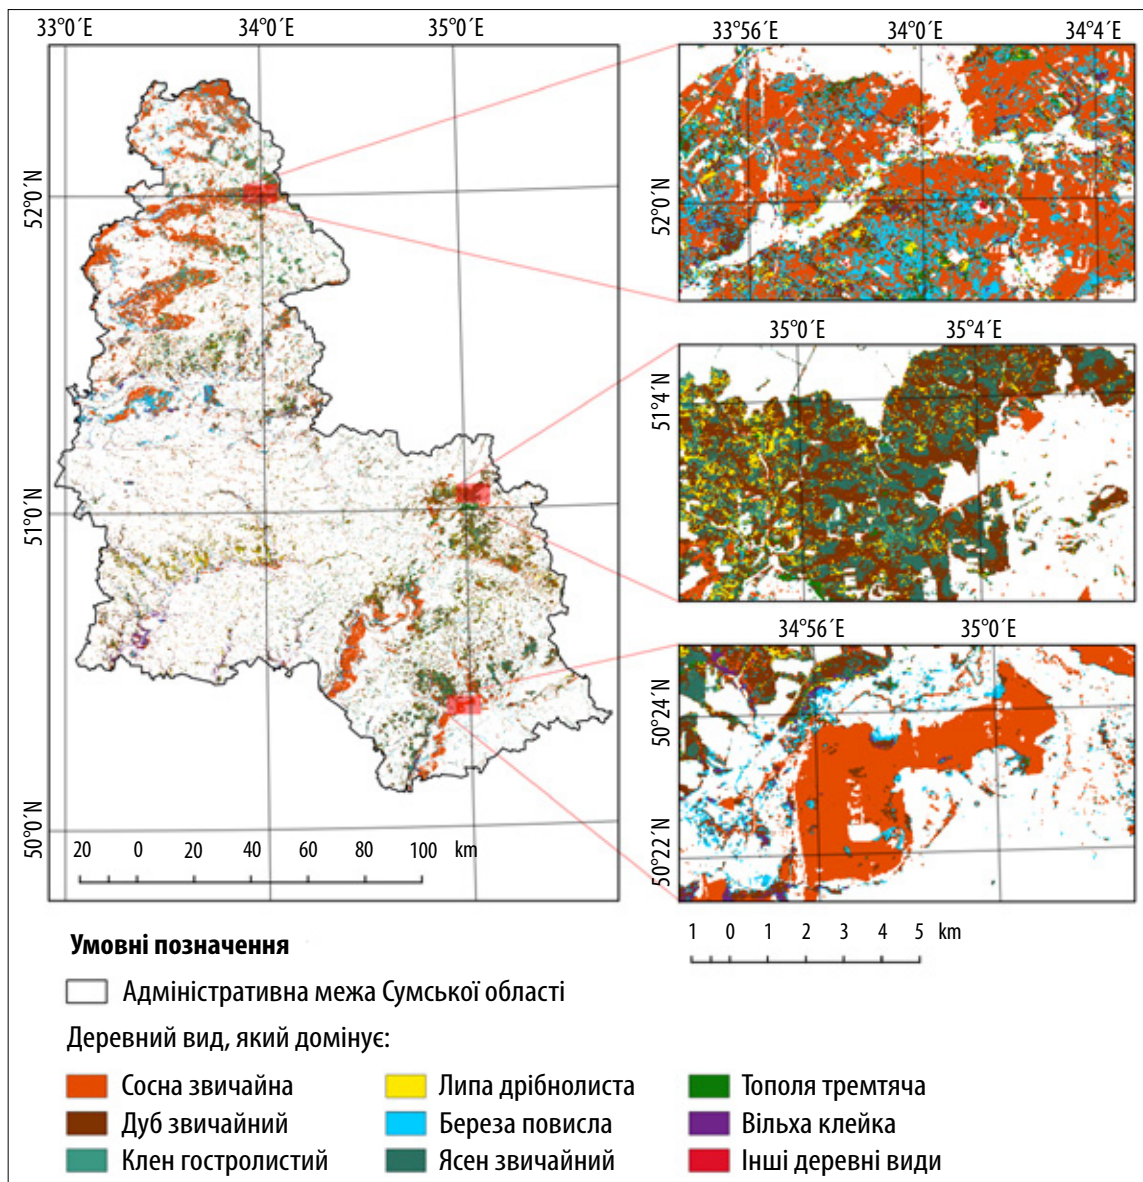 33°0´E 34°0´E 35°0´E
33°56´E 34°0´E 34°4´E
52°0´N
52°0´N
35°0´E 35°4´E
51°4´N
51°0´N
34°56´E 35°0´E
50°24´N
50°22´N
50°0´N
20 0 20 40 60 80 100 km
1 0 1 2 3 4 5 km
Умовні позначення
Адміністративна межа Сумської області
Деревний вид, який домінує:
Сосна звичайна Липа дрібнолиста Тополя тремтяча
Дуб звичайний Береза повисла Вільха клейка
Клен гостролистий Ясен звичайний Інші деревні види